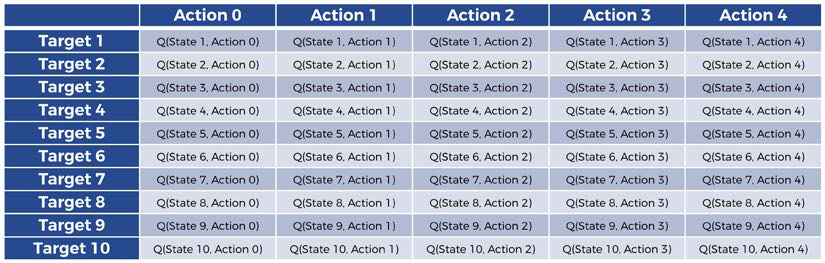 Action 0 Action 1 Action 2 Action 3 Action 4
Target 1 Q(State 1, Action 0) Q(State 1, Action 1) Q(State 1, Action 2) Q(State 1, Action 3) Q(State 1, Action 4)
Target 2 Q(State 2, Action 0) Q(State 2, Action 1) Q(State 2, Action 2) Q(State 2, Action 3) Q(State 2, Action 4)
Target 3 Q(State 3, Action 0) Q(State 3, Action 1) Q(State 3, Action 2) Q(State 3, Action 3) Q(State 3, Action 4)
Target 4 Q(State 4, Action 0) Q(State 4, Action 1) Q(State 4, Action 2) Q(State 4, Action 3) Q(State 4, Action 4)
Target 5 Q(State 5, Action 0) Q(State 5, Action 1) Q(State 5, Action 2) Q(State 5, Action 3) Q(State 5, Action 4)
Target 6 Q(State 6, Action 0) Q(State 6, Action 1) Q(State 6, Action 2) Q(State 6, Action 3) Q(State 6, Action 4)
Target 7 Q(State 7, Action 0) Q(State 7, Action 1) Q(State 7, Action 2) Q(State 7, Action 3) Q(State 7, Action 4)
Target 8 Q(State 8, Action 0) Q(State 8, Action 1) Q(State 8, Action 2) Q(State 8, Action 3) Q(State 8, Action 4)
Target 9 Q(State 9, Action 0) Q(State 9, Action 1) Q(State 9, Action 2) Q(State 9, Action 3) Q(State 9, Action 4)
Target 10 Q(State 10, Action 0) Q(State 10, Action 1) Q(State 10, Action 2) Q(State 10, Action 3) Q(State 10, Action 4)